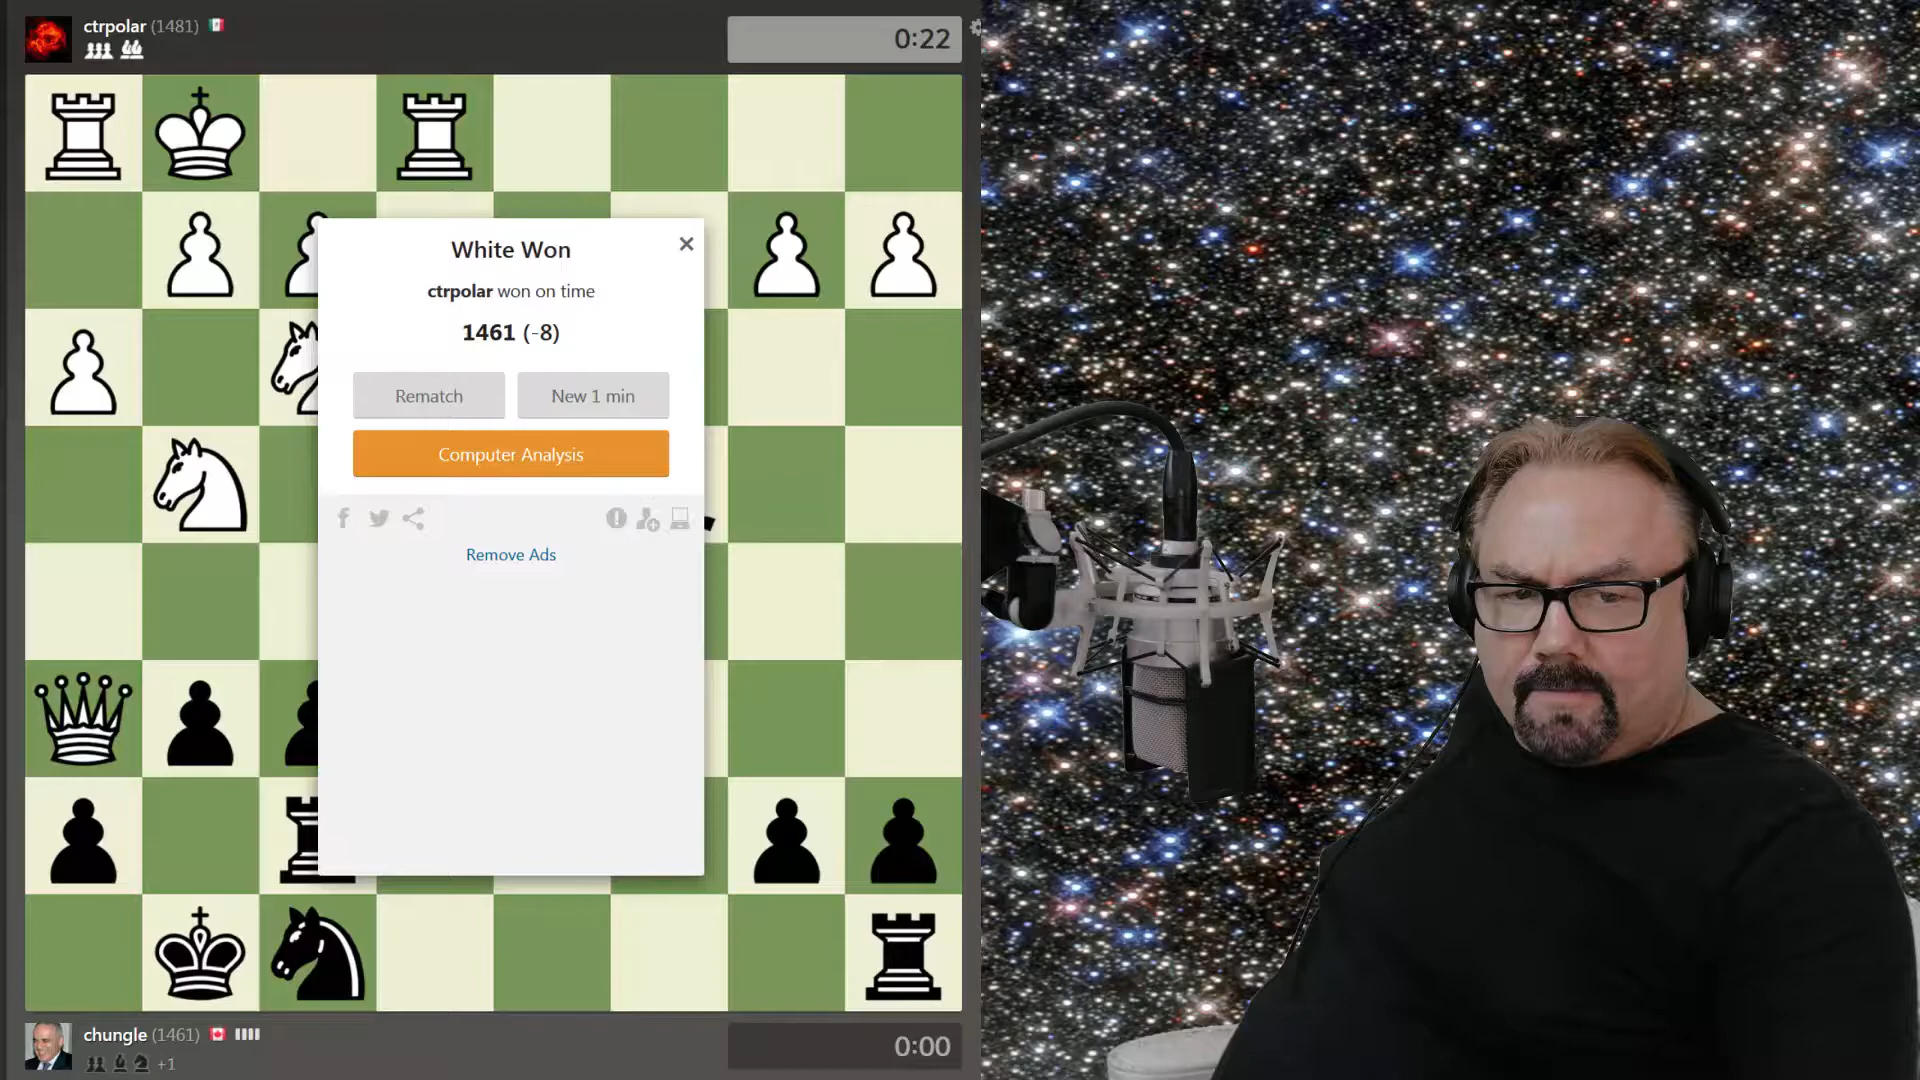 ctrpolar (1481)
0:22
White Won
ctrpolar won on time
1461 (-8)
Rematch
New 1 min
Computer Analysis
Remove Ads
chungle (1461)
+1
0:00